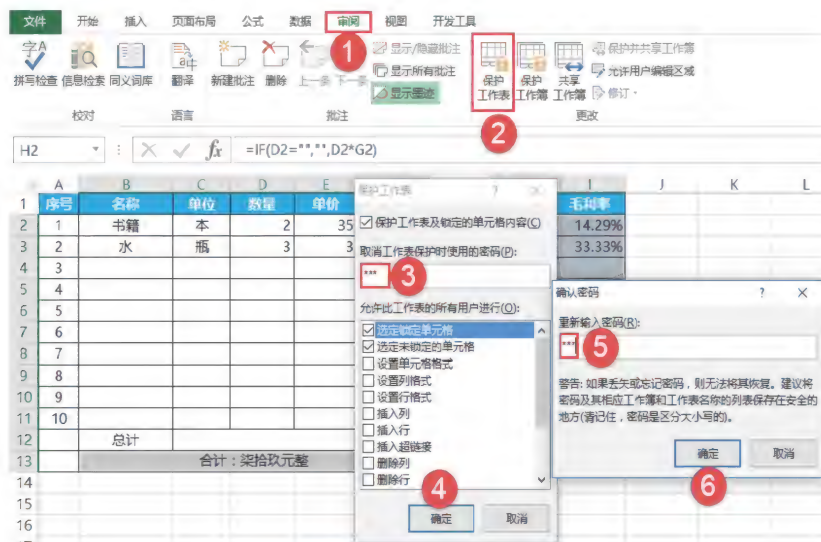 文件 开始 插入 页面布局 公式 数据 审阅 视图 开发工具
1
拼写检查 信息检索 同义词库 翻译 新建批注 删除 上一条 下一条
显示/隐藏批注
显示所有批注
显示墨迹
保护
工作表
保护
工作簿
共享
工作簿
保护并共享工作簿
允许用户编辑区域
修订
2
校对 语言 批注 更改
H2 fx =IF(D2="","",D2*G2)
A B C D E I J K L
1 序号 名称 单位 数量 单价 毛利率
2 1 书籍 本 2 35 14.29%
3 2 水 瓶 3 3 33.33%
4 3
5 4
6 5
7 6
8 7
9 8
10 9
11 10
12 总计
13 合计：柒拾玖元整
14
15
16
保护工作表 ? ×
保护工作表及锁定的单元格内容(C)
取消工作表保护时使用的密码(P):
*** 3
允许此工作表的所有用户进行(O):
选定锁定单元格
选定未锁定的单元格
设置单元格格式
设置列格式
设置行格式
插入列
插入行
插入超链接
删除列
删除行
4
确定 取消
确认密码 ? ×
重新输入密码(R):
*** 5
警告: 如果丢失或忘记密码，则无法将其恢复。建议将
密码及其相应工作簿和工作表名称的列表保存在安全的
地方(请记住，密码是区分大小写的)。
确定 取消
6